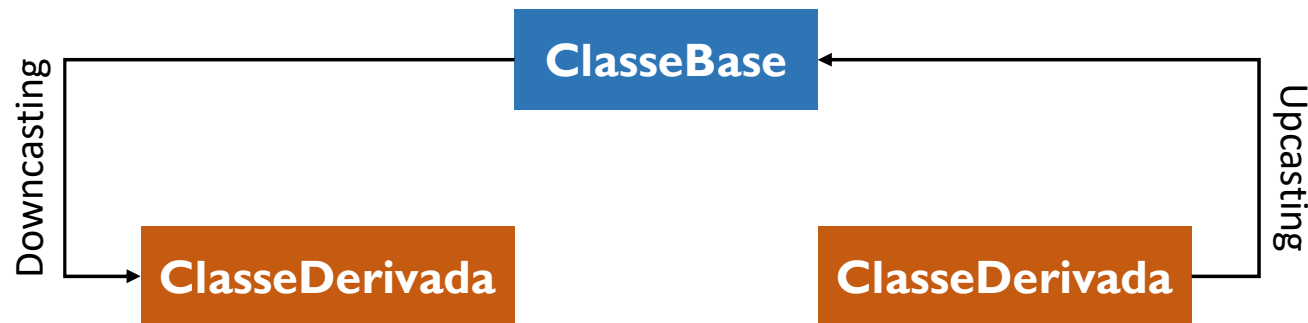 ClasseBase
Downcasting
Upcasting
ClasseDerivada
ClasseDerivada